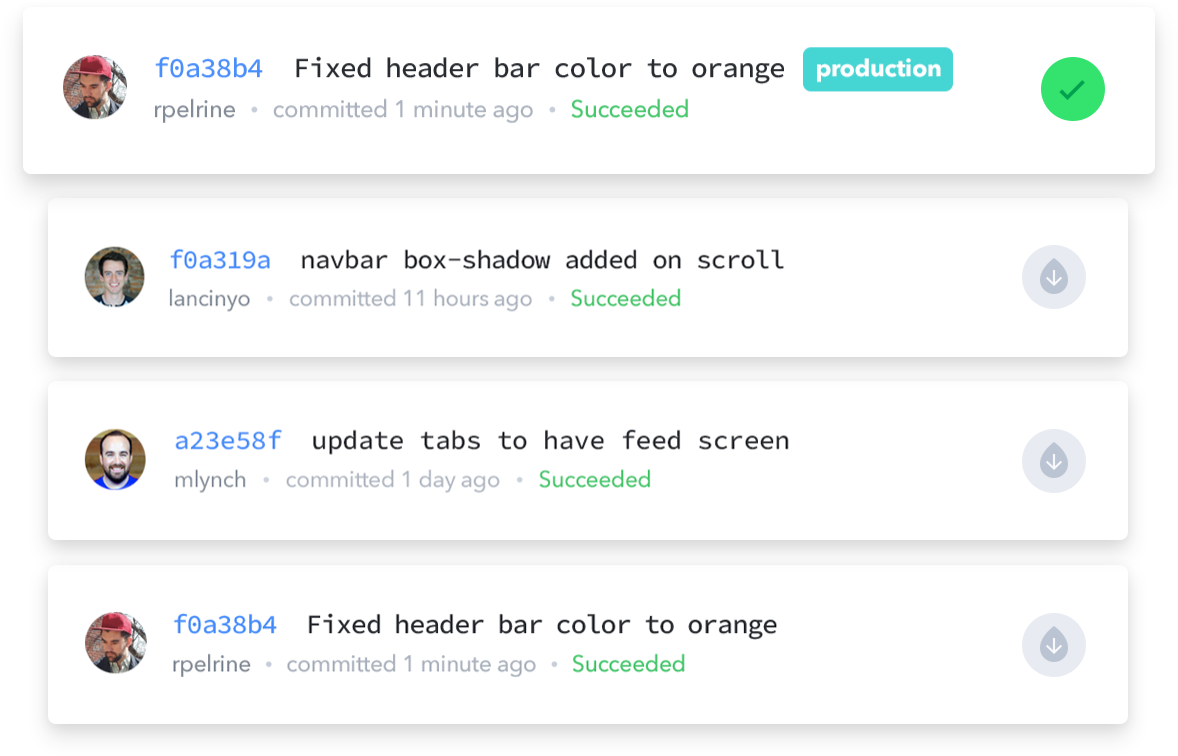 f0a38b4 Fixed header bar color to orange production
rpelrine • committed 1 minute ago • Succeeded
f0a319a navbar box-shadow added on scroll
lancinyo • committed 11 hours ago • Succeeded
a23e58f update tabs to have feed screen
mlynch • committed 1 day ago • Succeeded
f0a38b4 Fixed header bar color to orange
rpelrine • committed 1 minute ago • Succeeded